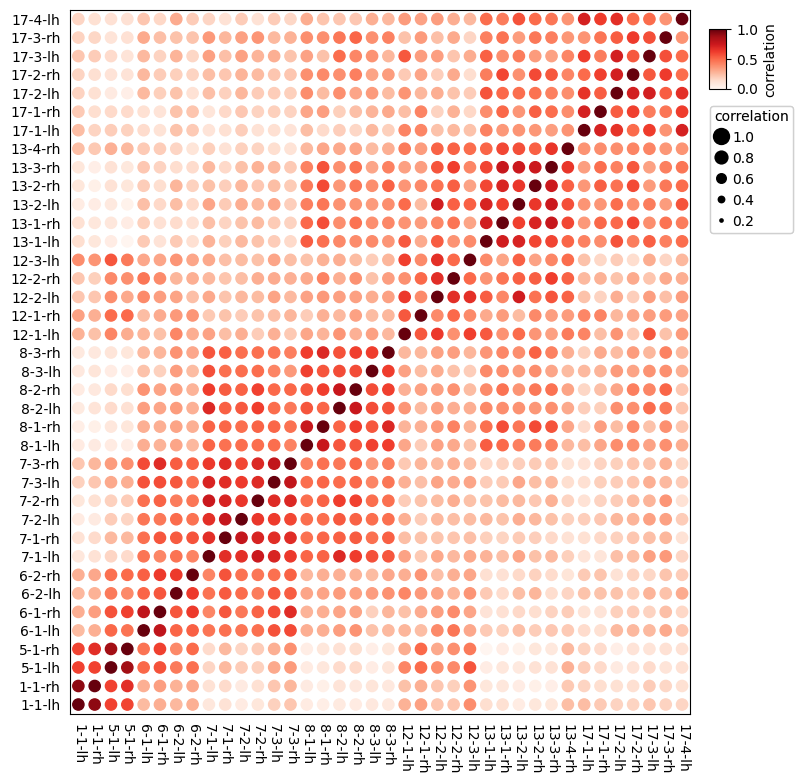 17-4-lh
17-3-rh
17-3-lh
17-2-rh
17-2-lh
17-1-rh
17-1-lh
13-4-rh
13-3-rh
13-2-rh
13-2-lh
13-1-rh
13-1-lh
12-3-lh
12-2-rh
12-2-lh
12-1-rh
12-1-lh
8-3-rh
8-3-lh
8-2-rh
8-2-lh
8-1-rh
8-1-lh
7-3-rh
7-3-lh
7-2-rh
7-2-lh
7-1-rh
7-1-lh
6-2-rh
6-2-lh
6-1-rh
6-1-lh
5-1-rh
5-1-lh
1-1-rh
1-1-lh
1-1-lh
1-1-rh
5-1-lh
5-1-rh
6-1-lh
6-1-rh
6-2-lh
6-2-rh
7-1-lh
7-1-rh
7-2-lh
7-2-rh
7-3-lh
7-3-rh
8-1-lh
8-1-rh
8-2-lh
8-2-rh
8-3-lh
8-3-rh
12-1-lh
12-1-rh
12-2-lh
12-2-rh
12-3-lh
13-1-lh
13-1-rh
13-2-lh
13-2-rh
13-3-rh
13-4-rh
17-1-lh
17-1-rh
17-2-lh
17-2-rh
17-3-lh
17-3-rh
17-4-lh
1.0
0.5
0.0
correlation
correlation
1.0
0.8
0.6
0.4
0.2